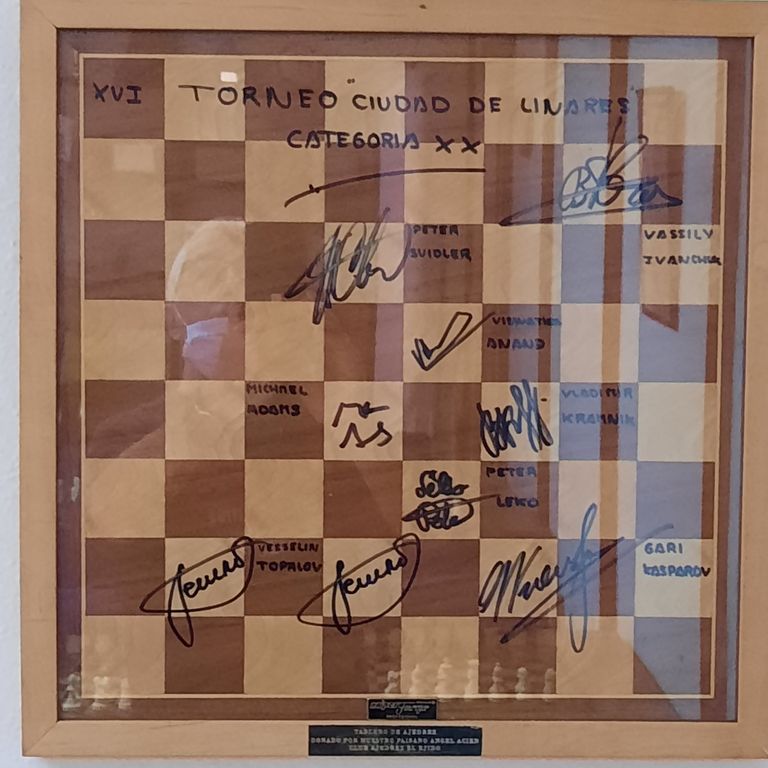 XVI TORNEO "CIUDAD DE LINARES"
CATEGORIA XX
PETER
SVIDLER
VASSILY
IVANCHUK
ANAND
MICHAEL
ADAMS
VLADIMIR
KRAMNIK
PETER
LEKO
VESSELIN
TOPALOV
GARI
KASPAROV
TABLERO DE AJEDREZ
DONADO POR NUESTRO PAISANO ANGEL ACIEN
CLUB AJEDREZ EL EJIDO